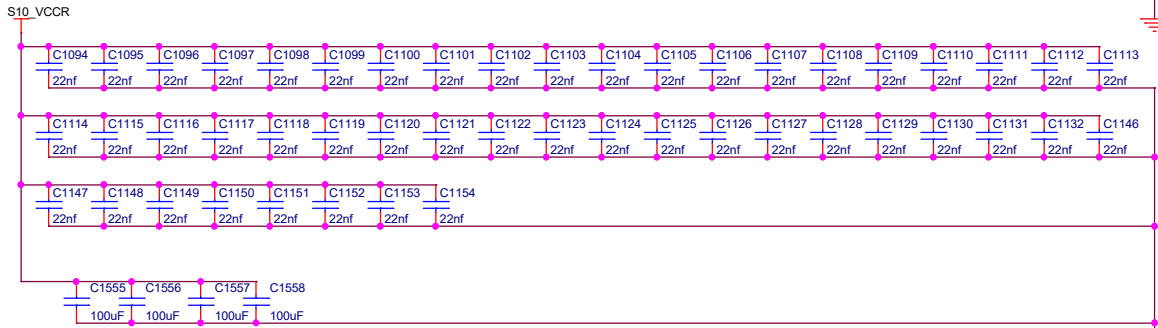 S10_VCCR
C1094 C1095 C1096 C1097 C1098 C1099 C1100 C1101 C1102 C1103 C1104 C1105 C1106 C1107 C1108 C1109 C1110 C1111 C1112 C1113
22nf 22nf 22nf 22nf 22nf 22nf 22nf 22nf 22nf 22nf 22nf 22nf 22nf 22nf 22nf 22nf 22nf 22nf 22nf 22nf
C1114 C1115 C1116 C1117 C1118 C1119 C1120 C1121 C1122 C1123 C1124 C1125 C1126 C1127 C1128 C1129 C1130 C1131 C1132 C1146
22nf 22nf 22nf 22nf 22nf 22nf 22nf 22nf 22nf 22nf 22nf 22nf 22nf 22nf 22nf 22nf 22nf 22nf 22nf 22nf
C1147 C1148 C1149 C1150 C1151 C1152 C1153 C1154
22nf 22nf 22nf 22nf 22nf 22nf 22nf 22nf
C1555 C1556 C1557 C1558
100uF 100uF 100uF 100uF